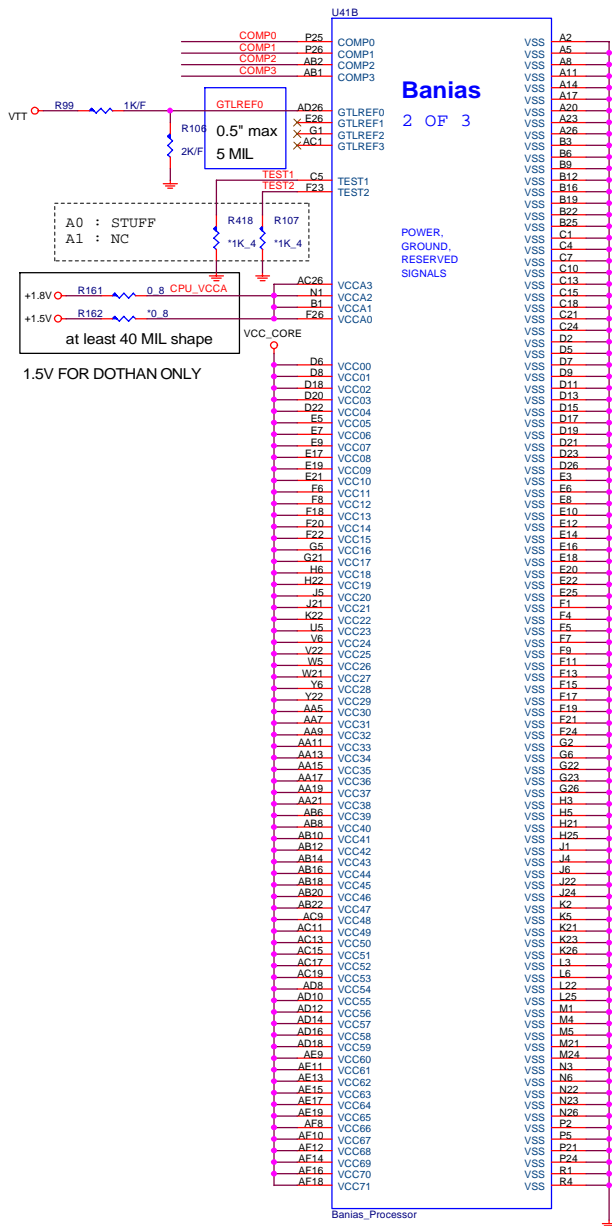 U41B
COMP0 P25 COMP0 VSS A2
COMP1 P26 COMP1 VSS A5
COMP2 AB2 COMP2 VSS A8
COMP3 AB1 COMP3 VSS A11
VSS A14
Banias
VSS A17
VTT R99 1K/F GTLREF0 AD26 GTLREF0 VSS A20
E26 GTLREF1 VSS A23
2 OF 3
R106 0.5" max G1 GTLREF2 VSS A26
2K/F 5 MIL AC1 GTLREF3 VSS B3
VSS B6
VSS B9
TEST1 C5 TEST1 VSS B12
TEST2 F23 TEST2 VSS B16
VSS B19
A0 : STUFF R418 R107 VSS B22
A1 : NC *1K_4 *1K_4 VSS B25
POWER, VSS C1
GROUND, VSS C4
RESERVED VSS C7
SIGNALS VSS C10
AC26 VCCA3 VSS C13
+1.8V R161 0_8 CPU_VCCA N1 VCCA2 VSS C15
B1 VCCA1 VSS C18
+1.5V R162 *0_8 F26 VCCA0 VSS C21
at least 40 MIL shape VCC_CORE VSS C24
VSS D2
VSS D5
1.5V FOR DOTHAN ONLY
D6 VCC00 VSS D7
D8 VCC01 VSS D9
D18 VCC02 VSS D11
D20 VCC03 VSS D13
D22 VCC04 VSS D15
E5 VCC05 VSS D17
E7 VCC06 VSS D19
E9 VCC07 VSS D21
E17 VCC08 VSS D23
E19 VCC09 VSS D26
E21 VCC10 VSS E3
F6 VCC11 VSS E6
F8 VCC12 VSS E8
F18 VCC13 VSS E10
F20 VCC14 VSS E12
F22 VCC15 VSS E14
G5 VCC16 VSS E16
G21 VCC17 VSS E18
H6 VCC18 VSS E20
H22 VCC19 VSS E22
J5 VCC20 VSS E25
J21 VCC21 VSS F1
K22 VCC22 VSS F4
U5 VCC23 VSS F5
V6 VCC24 VSS F7
V22 VCC25 VSS F9
W5 VCC26 VSS F11
W21 VCC27 VSS F13
Y6 VCC28 VSS F15
Y22 VCC29 VSS F17
AA5 VCC30 VSS F19
AA7 VCC31 VSS F21
AA9 VCC32 VSS F24
AA11 VCC33 VSS G2
AA13 VCC34 VSS G6
AA15 VCC35 VSS G22
AA17 VCC36 VSS G23
AA19 VCC37 VSS G26
AA21 VCC38 VSS H3
AB6 VCC39 VSS H5
AB8 VCC40 VSS H21
AB10 VCC41 VSS H25
AB12 VCC42 VSS J1
AB14 VCC43 VSS J4
AB16 VCC44 VSS J6
AB18 VCC45 VSS J22
AB20 VCC46 VSS J24
AB22 VCC47 VSS K2
AC9 VCC48 VSS K5
AC11 VCC49 VSS K21
AC13 VCC50 VSS K23
AC15 VCC51 VSS K26
AC17 VCC52 VSS L3
AC19 VCC53 VSS L6
AD8 VCC54 VSS L22
AD10 VCC55 VSS L25
AD12 VCC56 VSS M1
AD14 VCC57 VSS M4
AD16 VCC58 VSS M5
AD18 VCC59 VSS M21
AE9 VCC60 VSS M24
AE11 VCC61 VSS N3
AE13 VCC62 VSS N6
AE15 VCC63 VSS N22
AE17 VCC64 VSS N23
AE19 VCC65 VSS N26
AF8 VCC66 VSS P2
AF10 VCC67 VSS P5
AF12 VCC68 VSS P21
AF14 VCC69 VSS P24
AF16 VCC70 VSS R1
AF18 VCC71 VSS R4
Banias_Processor